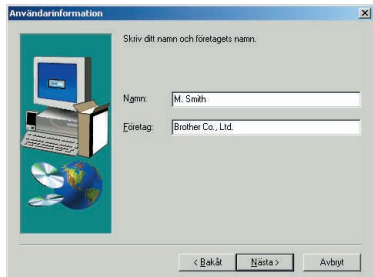 Användarinformation
Skriv ditt namn och företagets namn.
Namn: M. Smith
Företag: Brother Co., Ltd.
< Bakåt Nästa > Avbryt